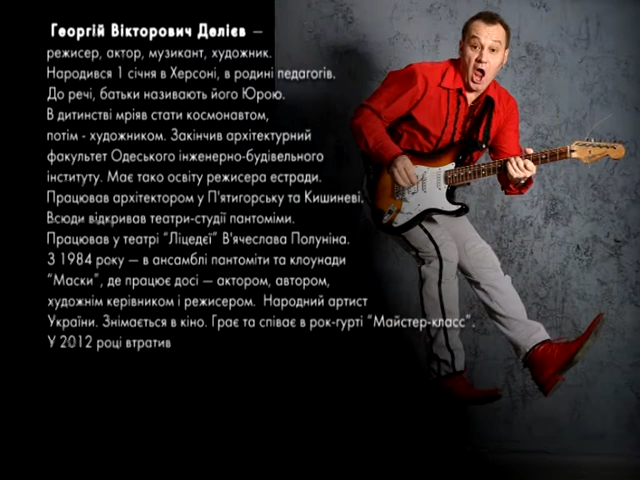 Георгій Вікторович Делієв —
режисер, актор, музикант, художник.
Народився 1 січня в Херсоні, в родині педагогів.
До речі, батьки називають його Юрою.
В дитинстві мріяв стати космонавтом,
потім - художником. Закінчив архітектурний
факультет Одеського інженерно-будівельного
інституту. Має тако освіту режисера естради.
Працював архітектором у П'ятигорську та Кишиневі.
Всюди відкривав театри-студії пантоміми.
Працював у театрі "Ліцедєї" В'ячеслава Полуніна.
З 1984 року — в ансамблі пантоміти та клоунади
"Маски", де працює досі — актором, автором,
художнім керівником і режисером. Народний артист
України. Знімається в кіно. Грає та співає в рок-гурті "Майстер-класс".
У 2012 році втратив